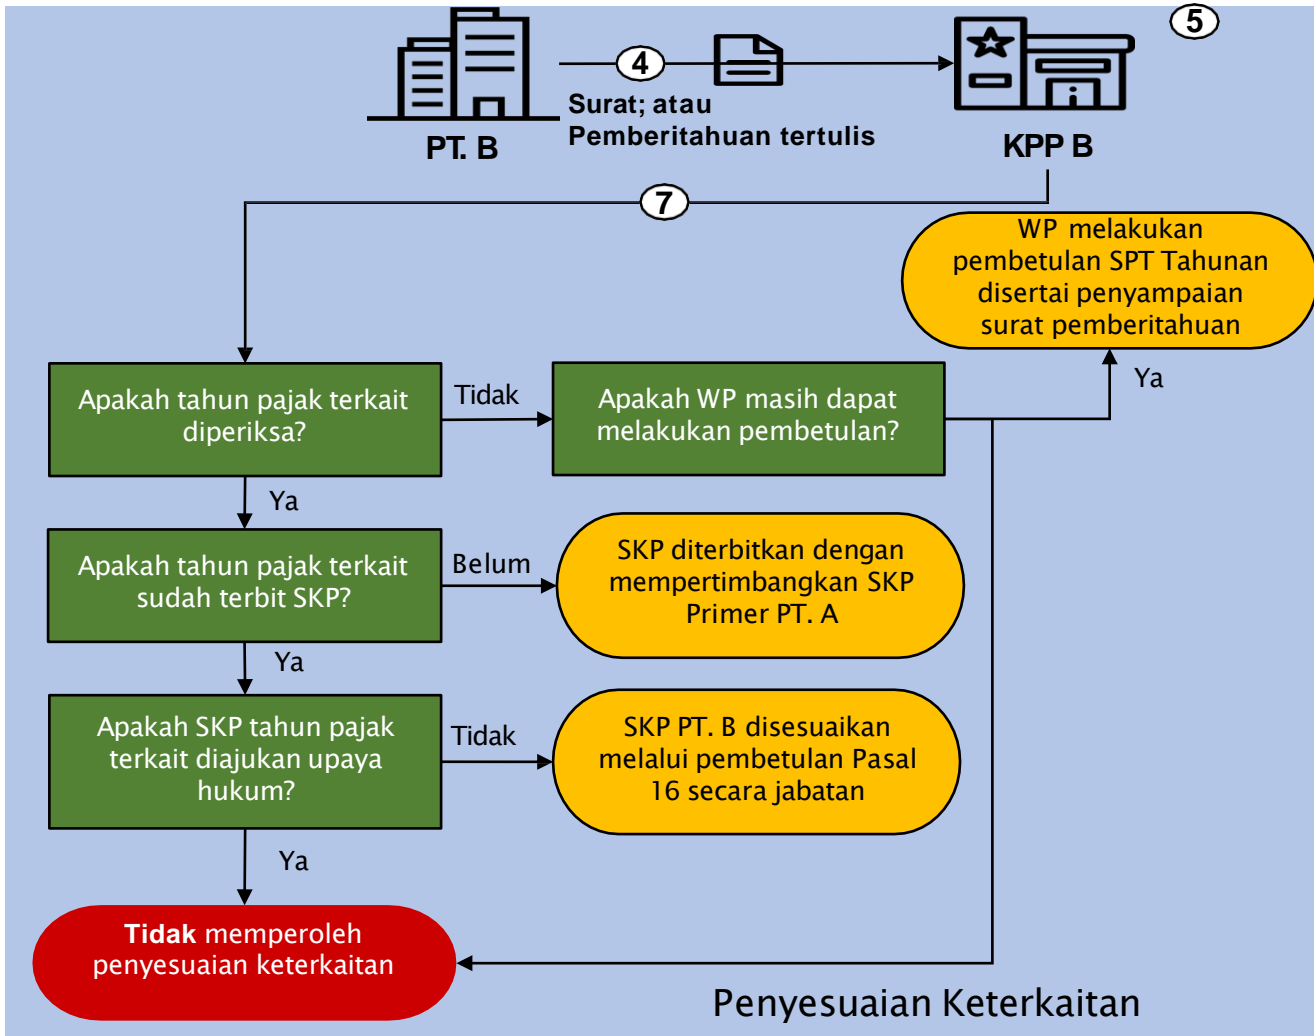 5
4
Surat; atau
Pemberitahuan tertulis
PT. B
KPP B
7
WP melakukan
pembetulan SPT Tahunan
disertai penyampaian
surat pemberitahuan
Ya
Apakah tahun pajak terkait
diperiksa?
Tidak
Apakah WP masih dapat
melakukan pembetulan?
Ya
Apakah tahun pajak terkait
sudah terbit SKP?
Belum
SKP diterbitkan dengan
mempertimbangkan SKP
Primer PT. A
Ya
Apakah SKP tahun pajak
terkait diajukan upaya
hukum?
Tidak
SKP PT. B disesuaikan
melalui pembetulan Pasal
16 secara jabatan
Ya
Tidak memperoleh
penyesuaian keterkaitan
Penyesuaian Keterkaitan